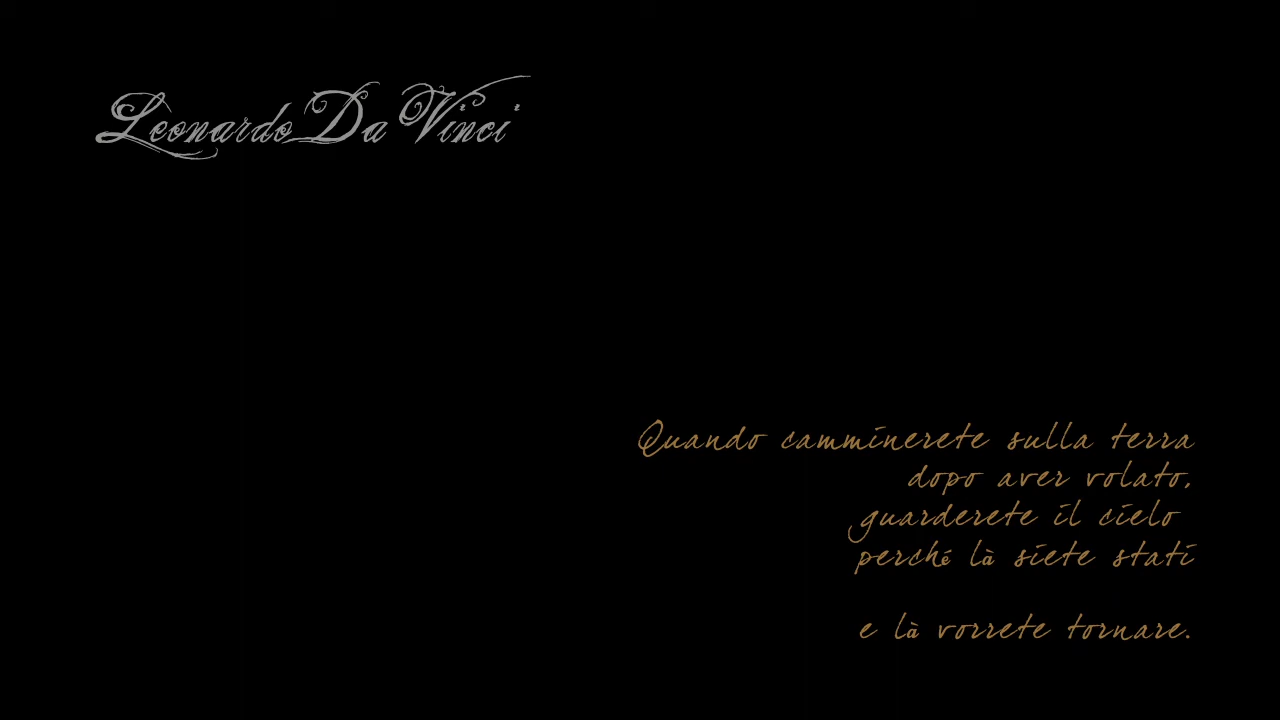 Leonardo Da Vinci
Quando camminerete sulla terra
dopo aver volato,
guarderete il cielo
perché là siete stati
e là vorrete tornare.